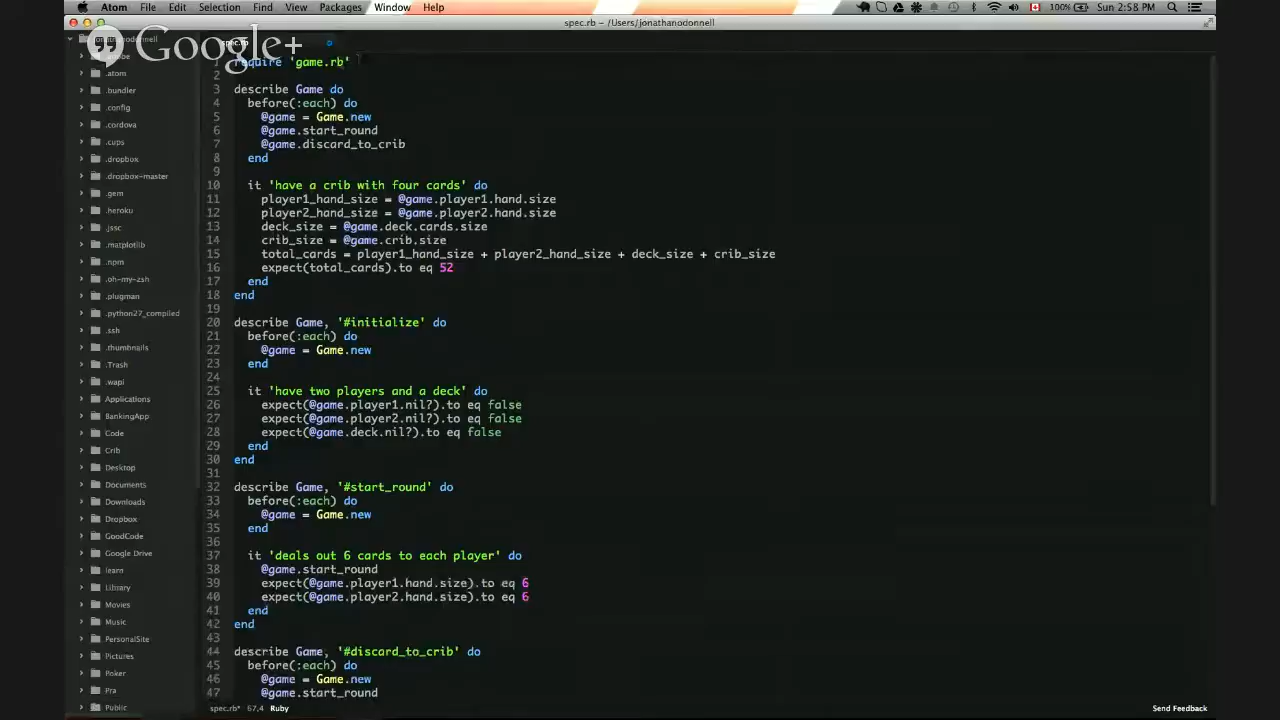 Atom File Edit Selection Find View Packages Window Help 100% Sun 2:58 PM
spec.rb – /Users/jonathanodonnell
Google+
jonathanodonnell
.atom
.bundler
.config
.cordova
.cups
.dropbox
.dropbox-master
.gem
.heroku
.jssc
.matplotlib
.npm
.oh-my-zsh
.plugman
.python27_compiled
.ssh
.thumbnails
.Trash
.wapi
Applications
BankingApp
Code
Crib
Desktop
Documents
Downloads
Dropbox
GoodCode
Google Drive
learn
Library
Movies
Music
PersonalSite
Pictures
Poker
Pra
Public
spec.rb
1 require 'game.rb'
2
3 describe Game do
4 before(:each) do
5 @game = Game.new
6 @game.start_round
7 @game.discard_to_crib
8 end
9
10 it 'have a crib with four cards' do
11 player1_hand_size = @game.player1.hand.size
12 player2_hand_size = @game.player2.hand.size
13 deck_size = @game.deck.cards.size
14 crib_size = @game.crib.size
15 total_cards = player1_hand_size + player2_hand_size + deck_size + crib_size
16 expect(total_cards).to eq 52
17 end
18 end
19
20 describe Game, '#initialize' do
21 before(:each) do
22 @game = Game.new
23 end
24
25 it 'have two players and a deck' do
26 expect(@game.player1.nil?).to eq false
27 expect(@game.player2.nil?).to eq false
28 expect(@game.deck.nil?).to eq false
29 end
30 end
31
32 describe Game, '#start_round' do
33 before(:each) do
34 @game = Game.new
35 end
36
37 it 'deals out 6 cards to each player' do
38 @game.start_round
39 expect(@game.player1.hand.size).to eq 6
40 expect(@game.player2.hand.size).to eq 6
41 end
42 end
43
44 describe Game, '#discard_to_crib' do
45 before(:each) do
46 @game = Game.new
47 @game.start_round
spec.rb* 67,4 Ruby Send Feedback